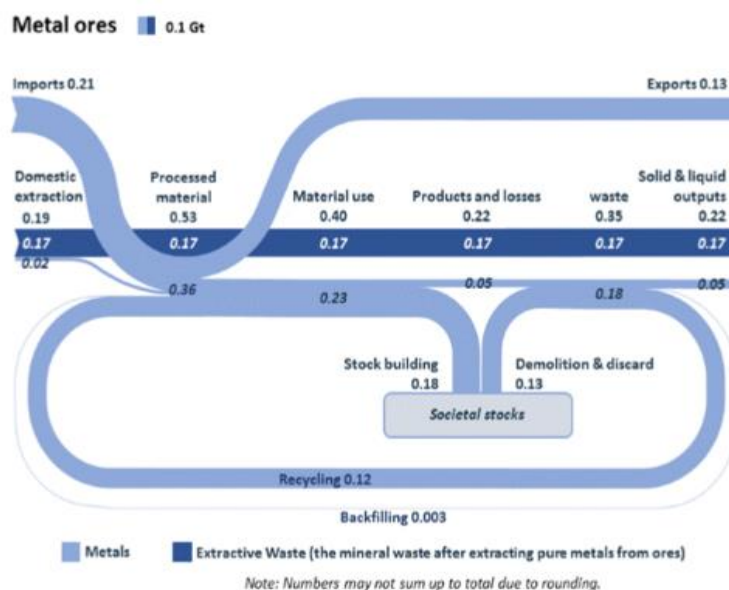 Metal ores 0.1 Gt
Imports 0.21
Exports 0.13
Domestic
extraction
0.19
Processed
material
0.53
Material use
0.40
Products and losses
0.22
waste
0.35
Solid & liquid
outputs
0.22
0.17 0.17 0.17 0.17 0.17 0.17
0.02
0.36
0.23
0.05
0.18
0.05
Stock building
0.18
Demolition & discard
0.13
Societal stocks
Recycling 0.12
Backfilling 0.003
Metals
Extractive Waste (the mineral waste after extracting pure metals from ores)
Note: Numbers may not sum up to total due to rounding.